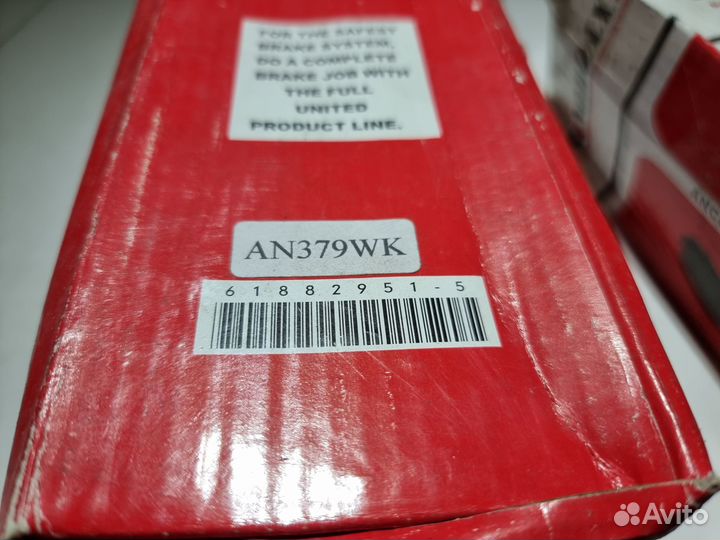 FOR THE SAFEST
BRAKE SYSTEM,
DO A COMPLETE
BRAKE JOB WITH
THE FULL
UNITED
PRODUCT LINE.
AN379WK
61882951-5
Avito